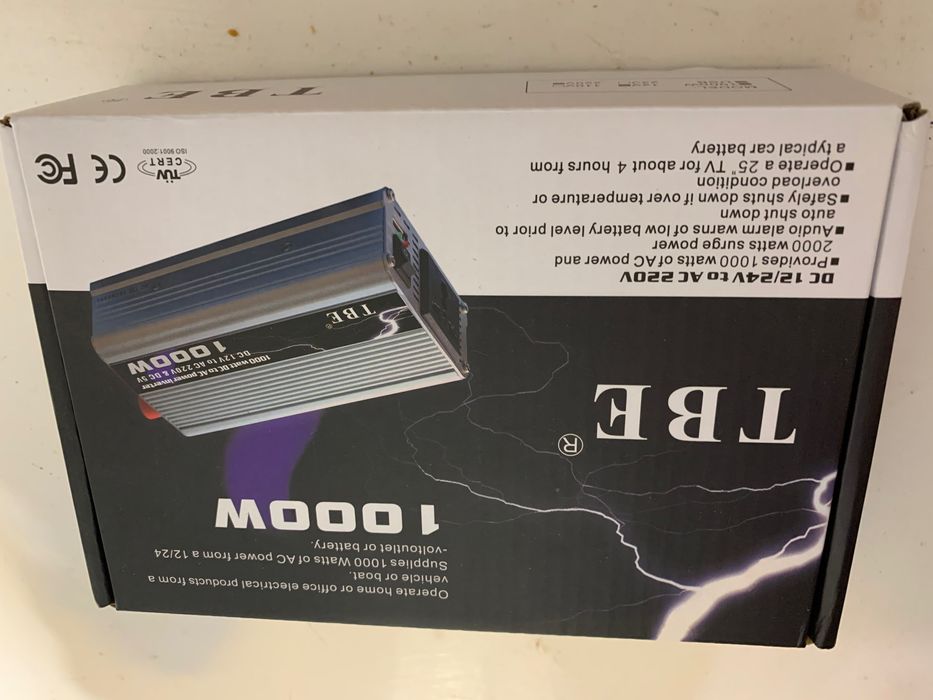 Operate home or office electrical products from a
vehicle or boat.
Supplies 1000 Watts of AC power from a 12/24
-voltoutlet or battery.
1000W
TBE®
1000 watt DC to AC power inverter
DC 12V to AC 220V & DC 5V
1000W
TBE®
DC 12/24V to AC 220V
■Provides 1000 watts of AC power and
2000 watts surge power
■Audio alarm warns of low battery level prior to
auto shut down
■Safely shuts down if over temperature or
overload condition
■Operate a 25" TV for about 4 hours from
a typical car battery
TÜV
CERT
ISO 9001:2000
CE FC
TBE
MODEL